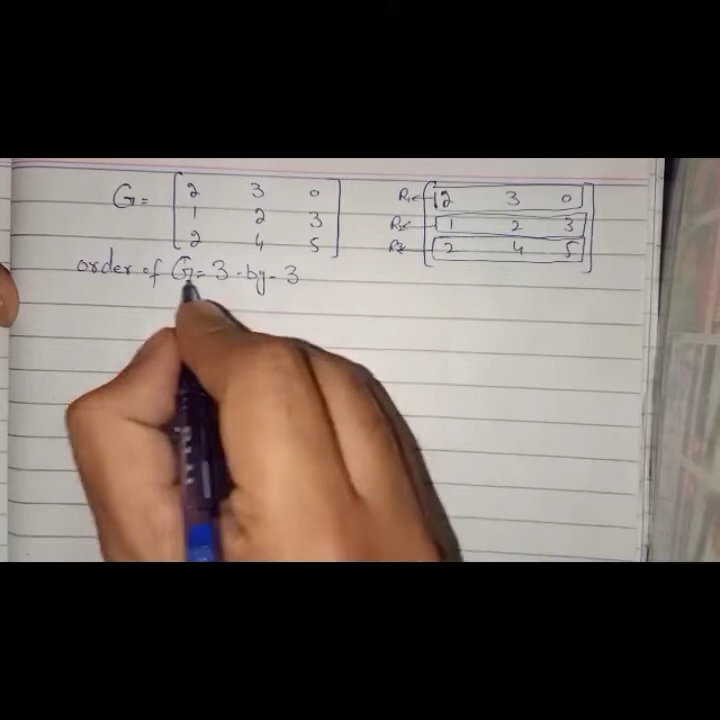 G = [ 2 3 0
1 2 3
2 4 5 ]
order of G = 3-by-3
R₁ ← [ 2 3 0
R₂ ← 1 2 3
R₃ ← 2 4 5 ]